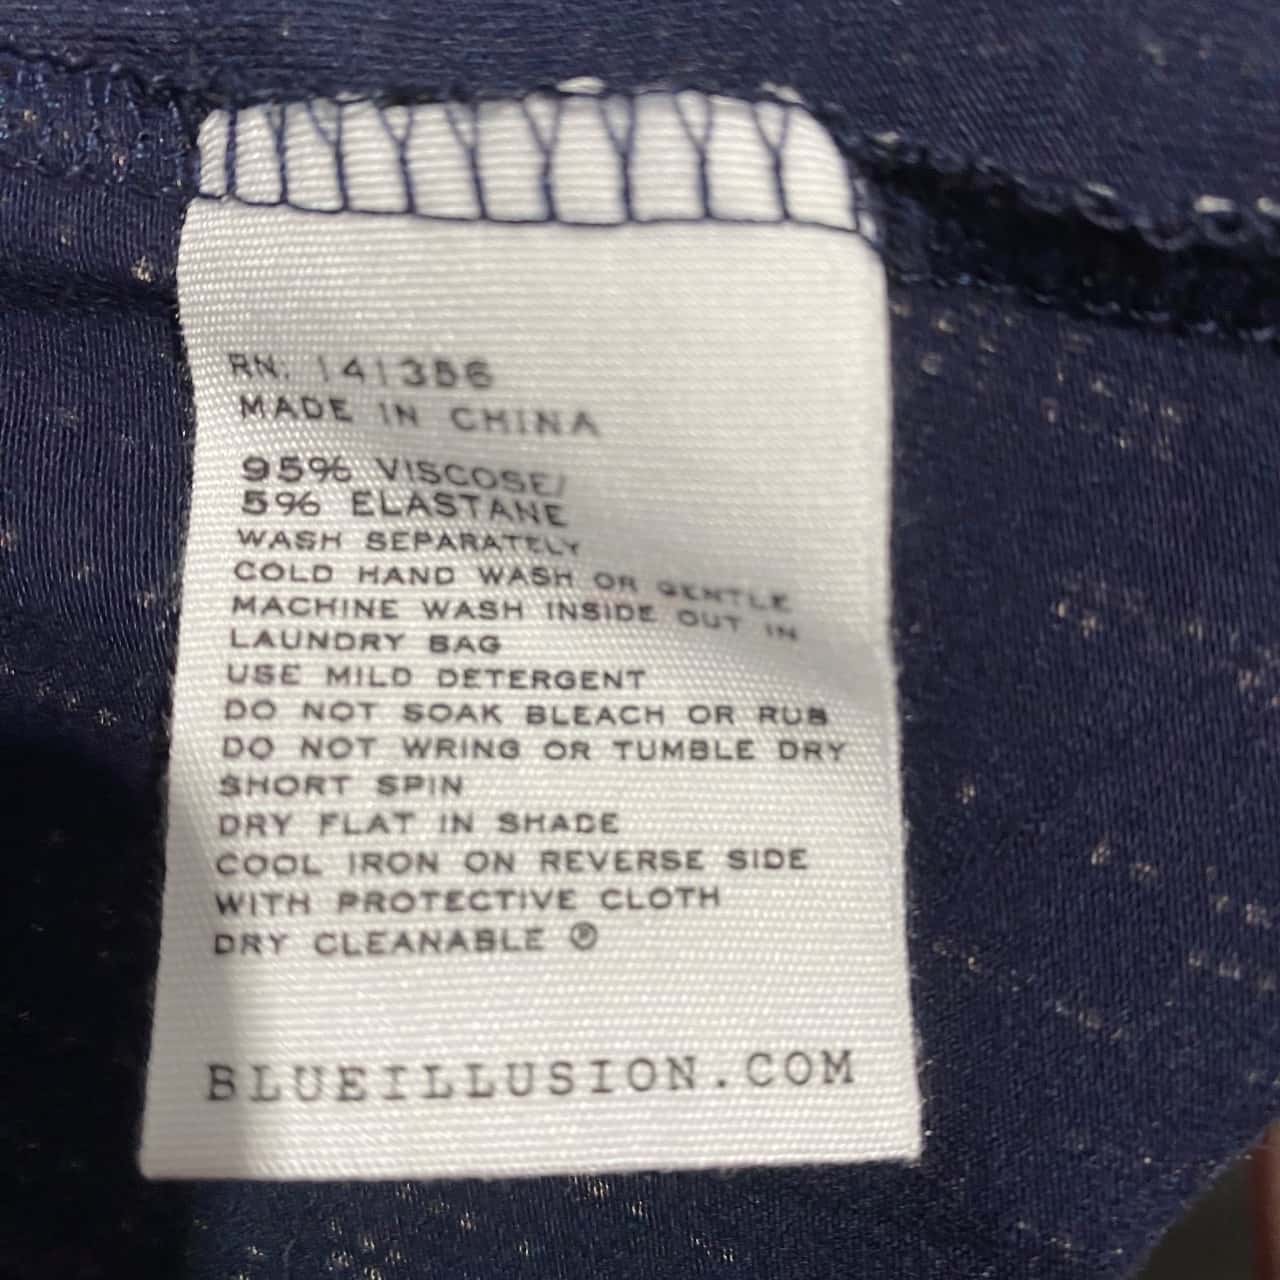 RN: 141356
MADE IN CHINA
95% VISCOSE/
5% ELASTANE
WASH SEPARATELY
COLD HAND WASH OR GENTLE
MACHINE WASH INSIDE OUT IN
LAUNDRY BAG
USE MILD DETERGENT
DO NOT SOAK BLEACH OR RUB
DO NOT WRING OR TUMBLE DRY
SHORT SPIN
DRY FLAT IN SHADE
COOL IRON ON REVERSE SIDE
WITH PROTECTIVE CLOTH
DRY CLEANABLE Ⓟ
BLUEILLUSION.COM